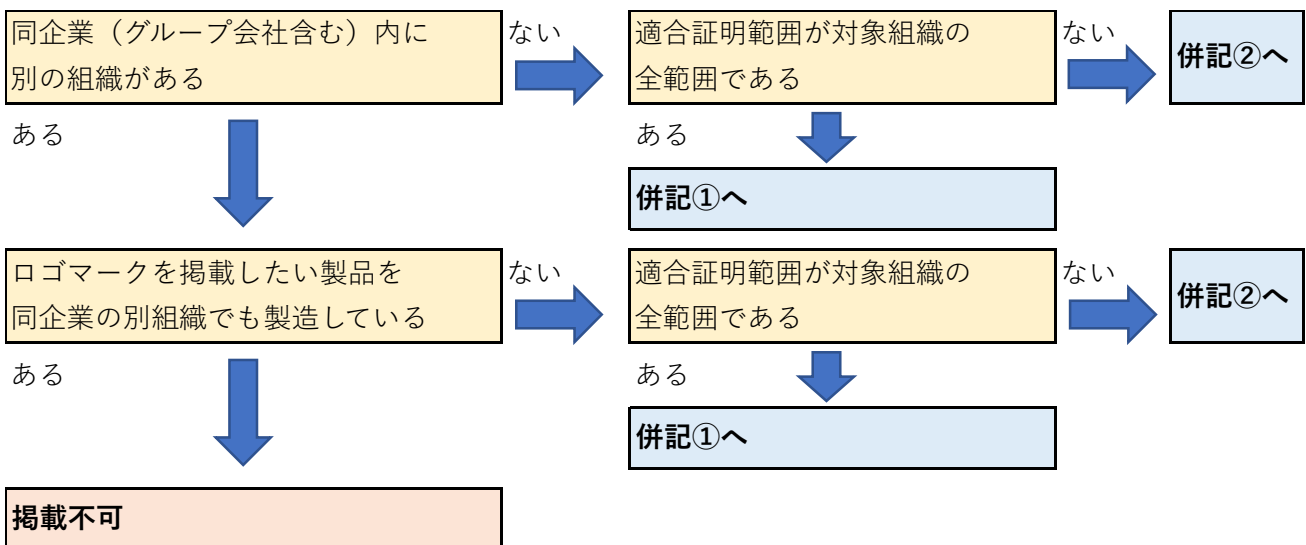 同企業（グループ会社含む）内に
別の組織がある
ない
適合証明範囲が対象組織の
全範囲である
ない
併記②へ
ある
ある
併記①へ
ロゴマークを掲載したい製品を
同企業の別組織でも製造している
ない
適合証明範囲が対象組織の
全範囲である
ない
併記②へ
ある
ある
併記①へ
掲載不可